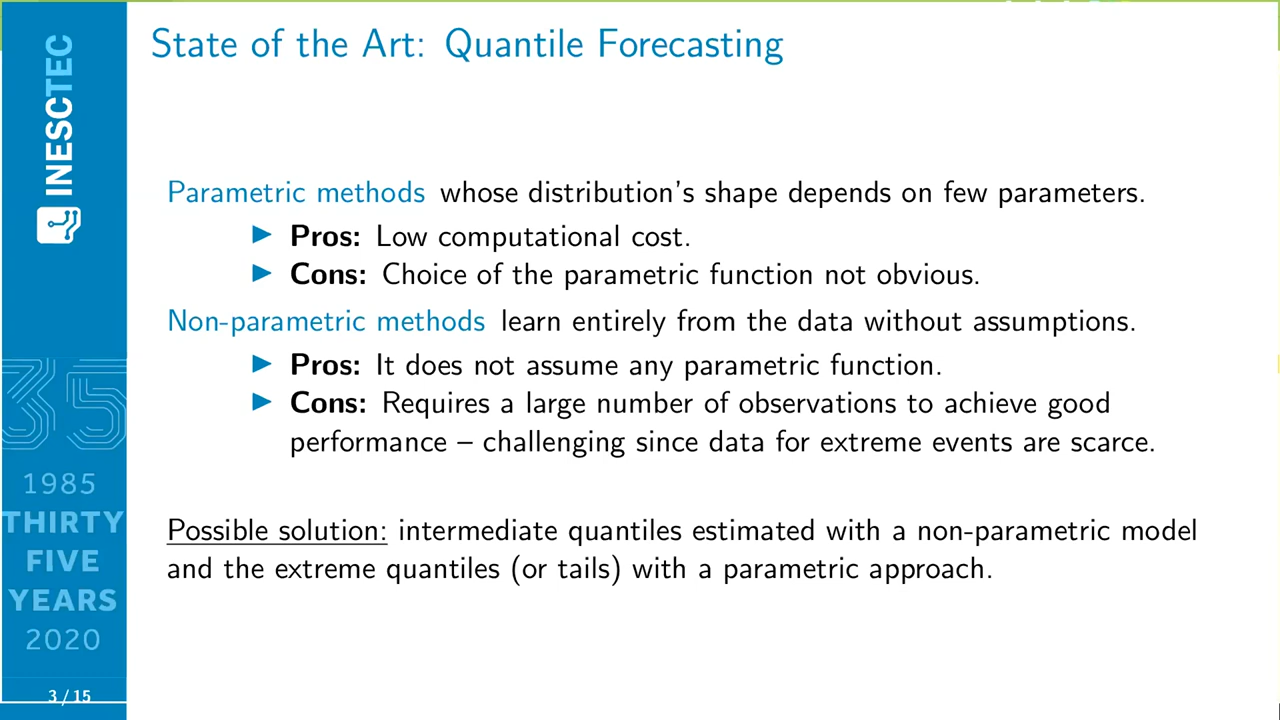 State of the Art: Quantile Forecasting
INESCTEC
Parametric methods whose distribution's shape depends on few parameters.
▶ Pros: Low computational cost.
▶ Cons: Choice of the parametric function not obvious.
Non-parametric methods learn entirely from the data without assumptions.
▶ Pros: It does not assume any parametric function.
▶ Cons: Requires a large number of observations to achieve good
performance – challenging since data for extreme events are scarce.
Possible solution: intermediate quantiles estimated with a non-parametric model
and the extreme quantiles (or tails) with a parametric approach.
35
1985
THIRTY
FIVE
YEARS
2020
3 / 15